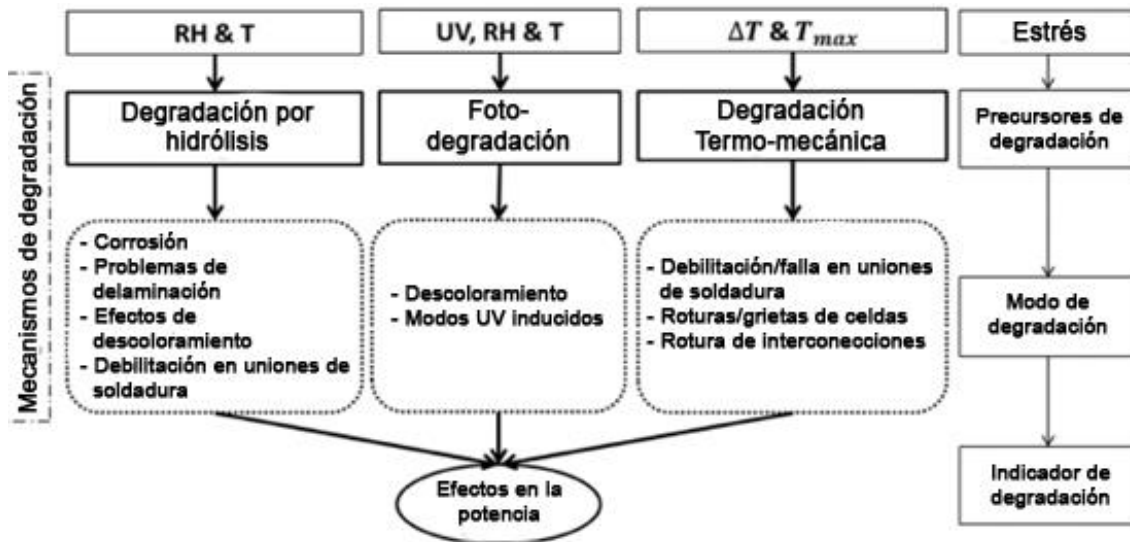 RH & T
UV, RH & T
ΔT & T_max
Estrés
Mecanismos de degradación
Degradación por
hidrólisis
Foto-
degradación
Degradación
Termo-mecánica
Precursores de
degradación
- Corrosión
- Problemas de
delaminación
- Efectos de
descoloramiento
- Debilitación en uniones de
soldadura
- Descoloramiento
- Modos UV inducidos
- Debilitación/falla en uniones
de soldadura
- Roturas/grietas de celdas
- Rotura de interconecciones
Modo de
degradación
Efectos en la
potencia
Indicador de
degradación